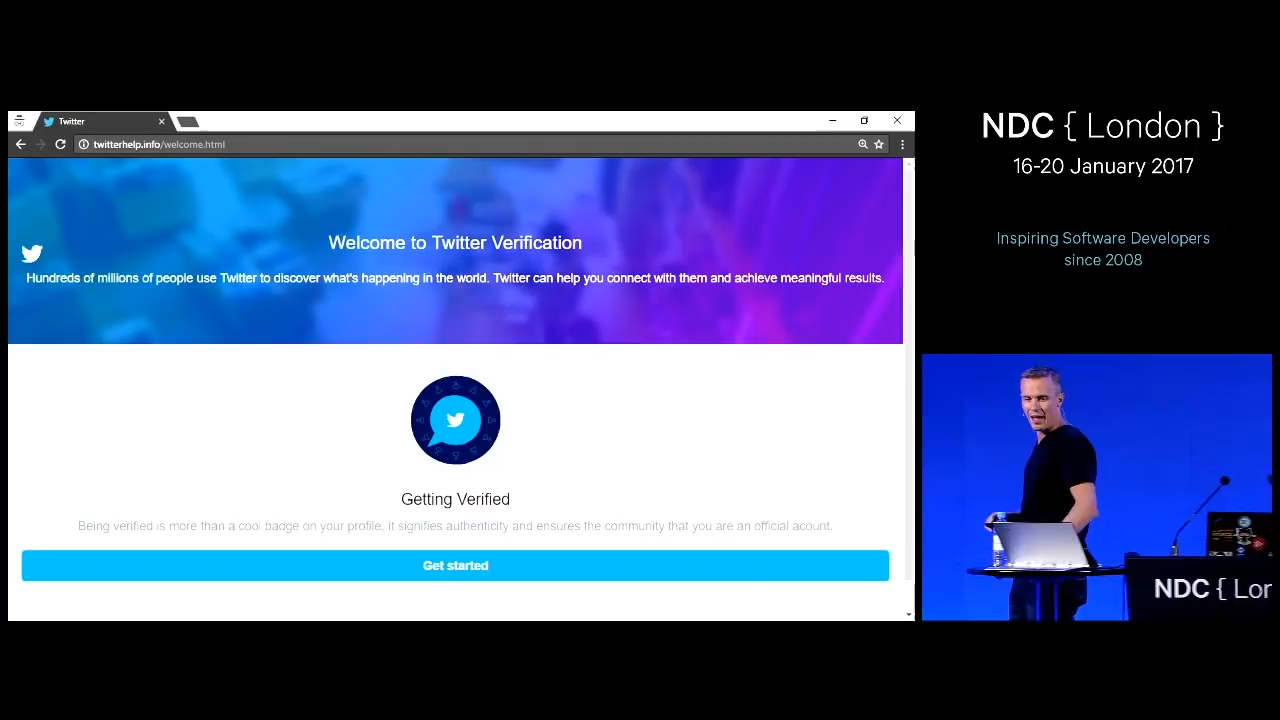 Twitter
twitterhelp.info/welcome.html
Welcome to Twitter Verification
Hundreds of millions of people use Twitter to discover what's happening in the world. Twitter can help you connect with them and achieve meaningful results.
Getting Verified
Being verified is more than a cool badge on your profile, it signifies authenticity and ensures the community that you are an official acount.
Get started
NDC { London }
16-20 January 2017
Inspiring Software Developers
since 2008
NDC { Lor